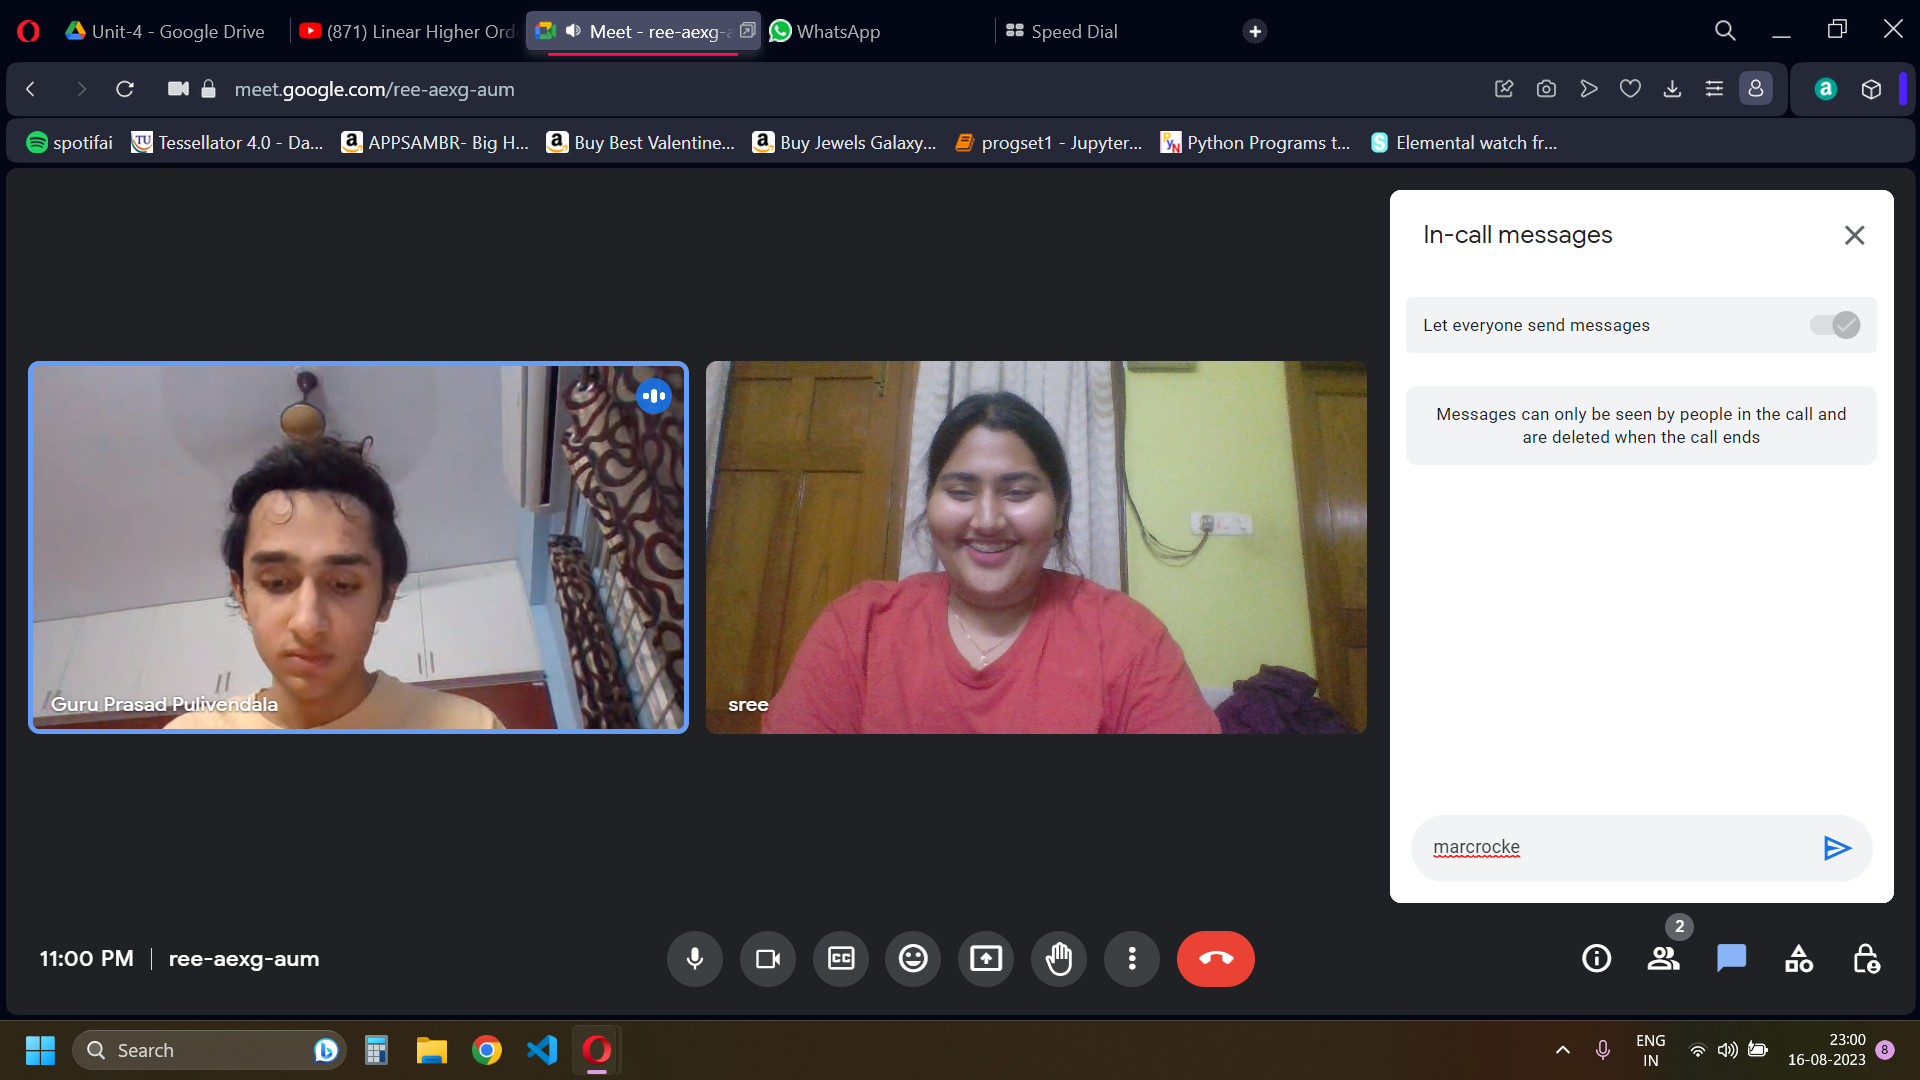 Unit-4 - Google Drive
(871) Linear Higher Ord
Meet - ree-aexg-a
WhatsApp
Speed Dial
meet.google.com/ree-aexg-aum
a
spotifai
TU
Tessellator 4.0 - Da...
a
APPSAMBR- Big H...
a
Buy Best Valentine...
a
Buy Jewels Galaxy...
progset1 - Jupyter...
Python Programs t...
S
Elemental watch fr...
In-call messages
Let everyone send messages
Messages can only be seen by people in the call and
are deleted when the call ends
Guru Prasad Pulivendala
sree
marcrocke
11:00 PM | ree-aexg-aum
CC
2
Search
ENG
IN
23:00
16-08-2023
8